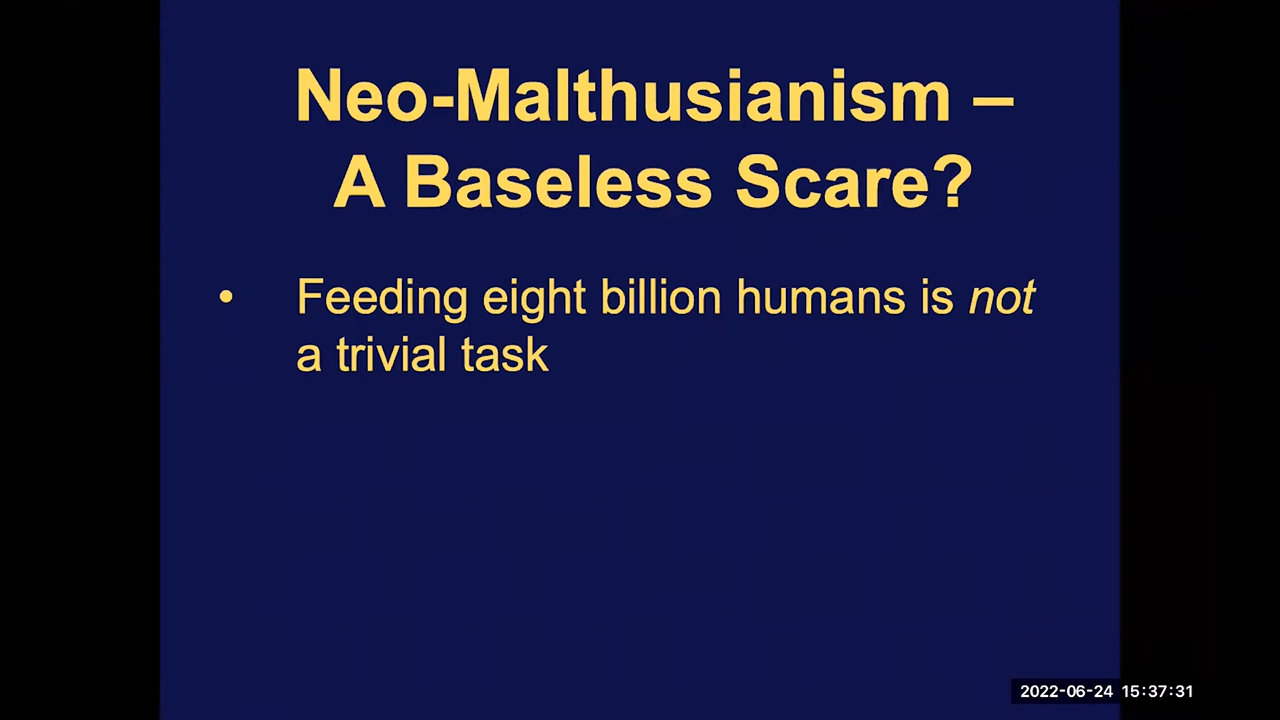 Neo-Malthusianism –
A Baseless Scare?
• Feeding eight billion humans is not
a trivial task
2022-06-24 15:37:31